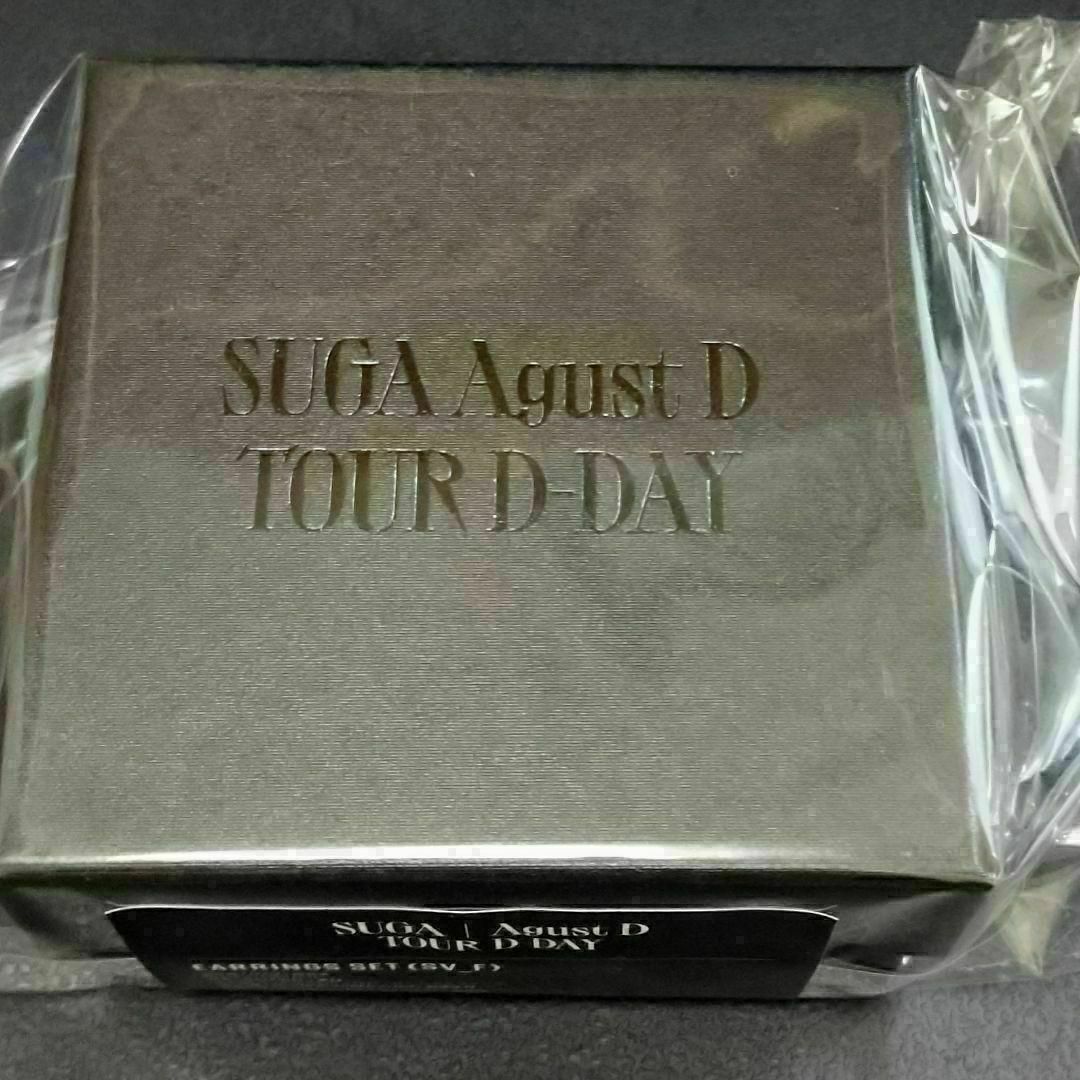 SUGA Agust D
TOUR D-DAY
SUGA | Agust D
TOUR D-DAY
EARRINGS SET (SV_F)